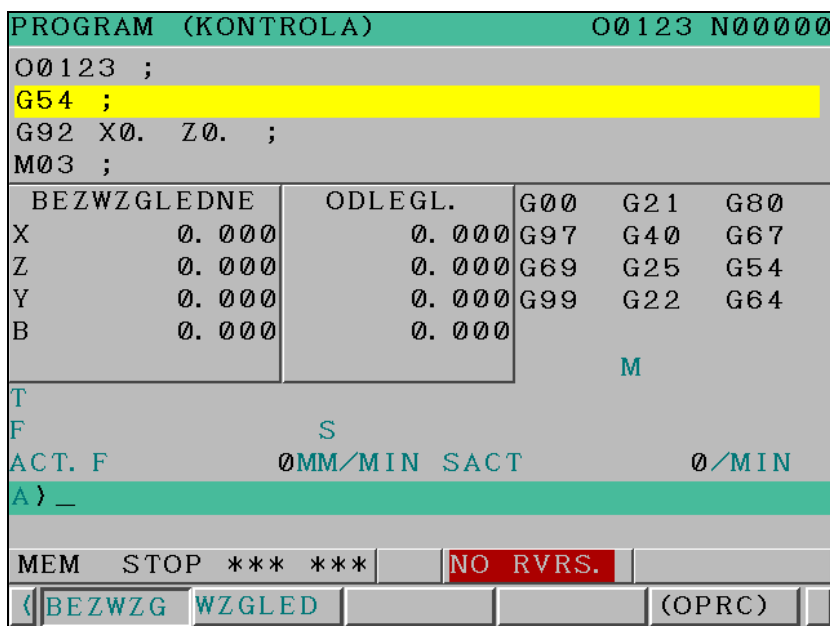 PROGRAM (KONTROLA) O0123 N00000
O0123 ;
G54 ;
G92 X0. Z0. ;
M03 ;
BEZWZGLEDNE ODLEGL. G00 G21 G80
X 0.000 0.000 G97 G40 G67
Z 0.000 0.000 G69 G25 G54
Y 0.000 0.000 G99 G22 G64
B 0.000 0.000
M
T
F S
ACT. F 0MM/MIN SACT 0/MIN
A)_
MEM STOP *** *** NO RVRS.
( BEZWZG WZGLED (OPRC)